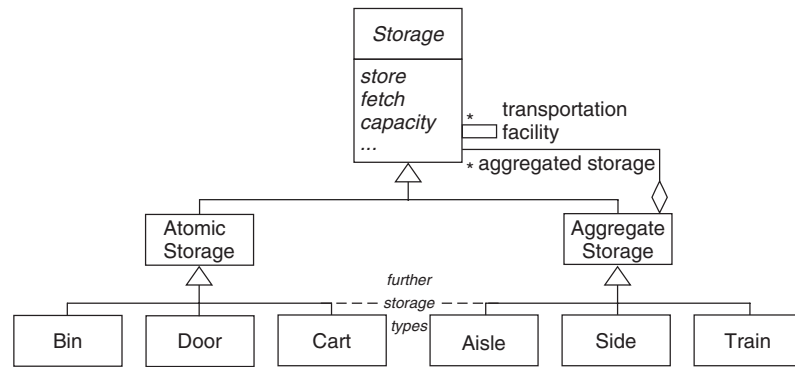 Storage
store
fetch
capacity
...
* transportation
facility
* aggregated storage
Atomic
Storage
Aggregate
Storage
further
storage
types
Bin
Door
Cart
Aisle
Side
Train